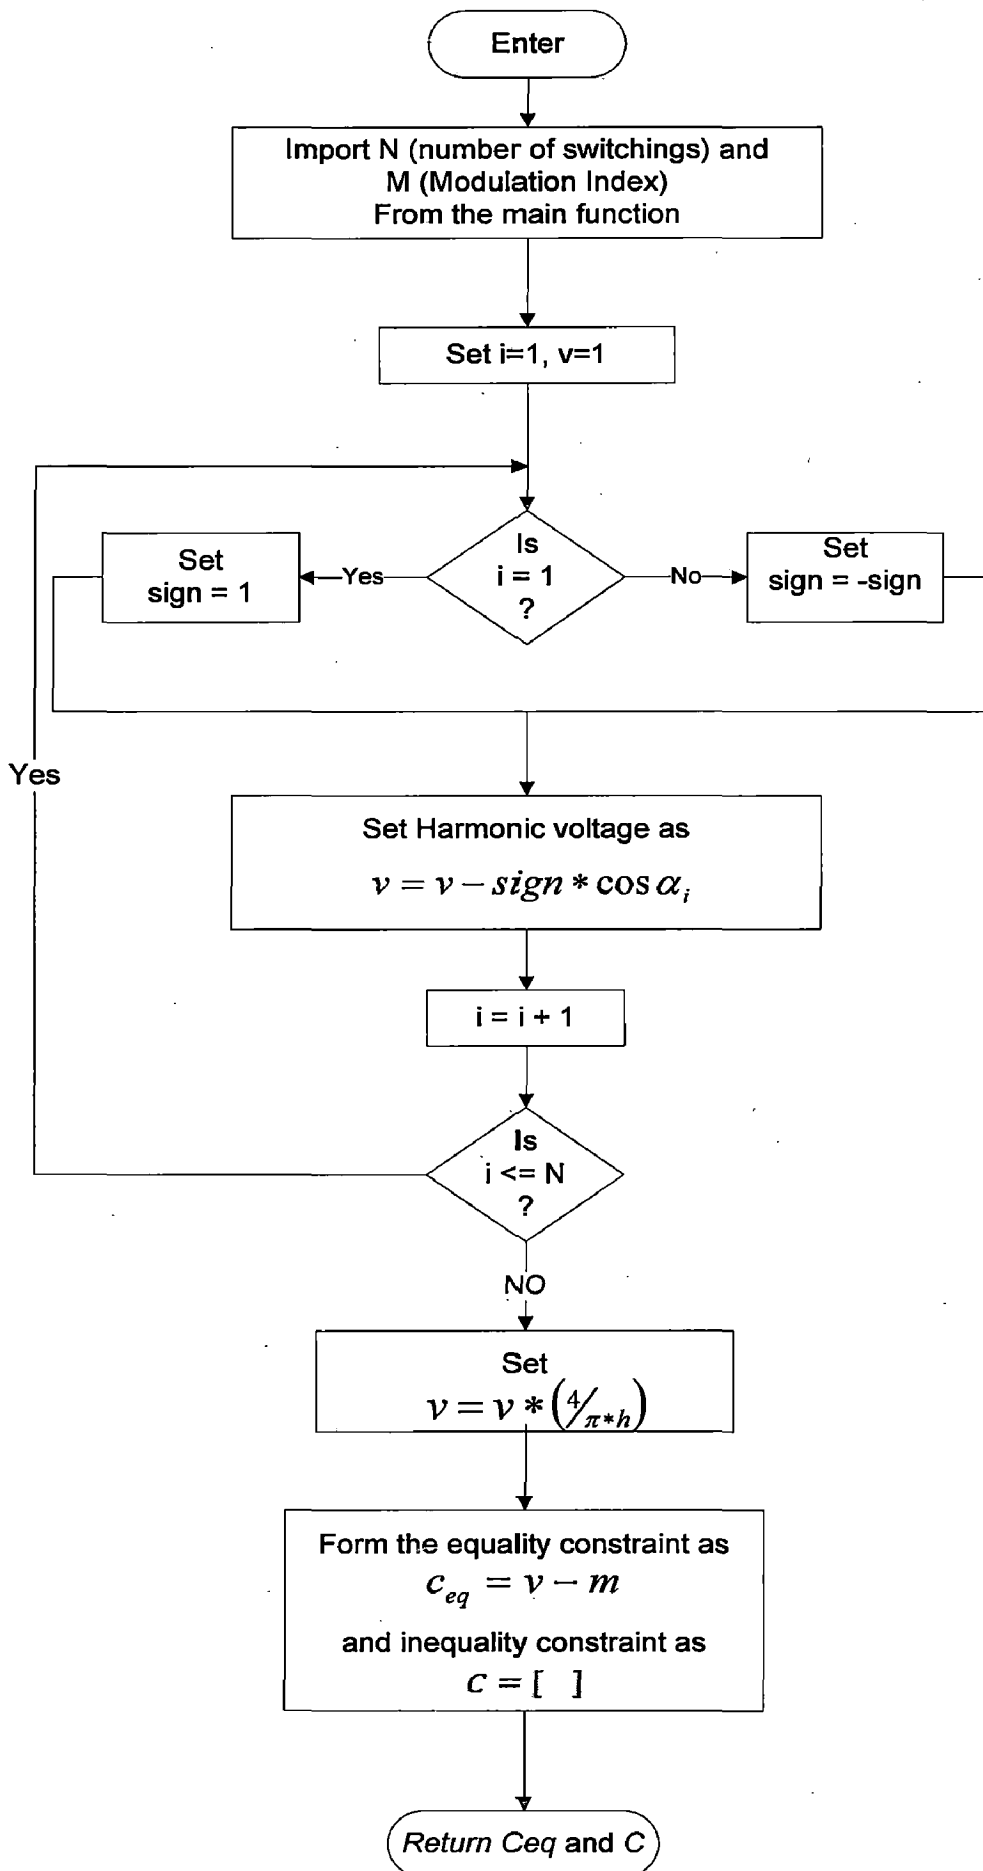 Enter
Import N (number of switchings) and
M (Modulation Index)
From the main function
Set i=1, v=1
Is
i = 1
?
Yes
Set
sign = 1
No
Set
sign = -sign
Yes
Set Harmonic voltage as
v = v − sign * cos α_i
i = i + 1
Is
i <= N
?
NO
Set
v = v * (4/π*h)
Form the equality constraint as
c_eq = v − m
and inequality constraint as
c = [ ]
Return Ceq and C